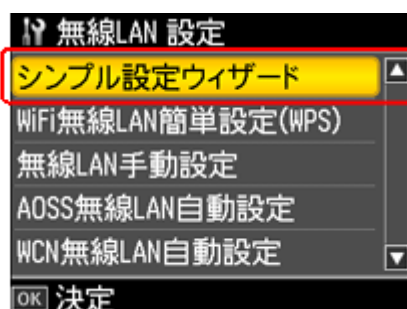 無線LAN 設定
シンプル設定ウィザード
WiFi無線LAN簡単設定(WPS)
無線LAN手動設定
AOSS無線LAN自動設定
WCN無線LAN自動設定
OK 決定